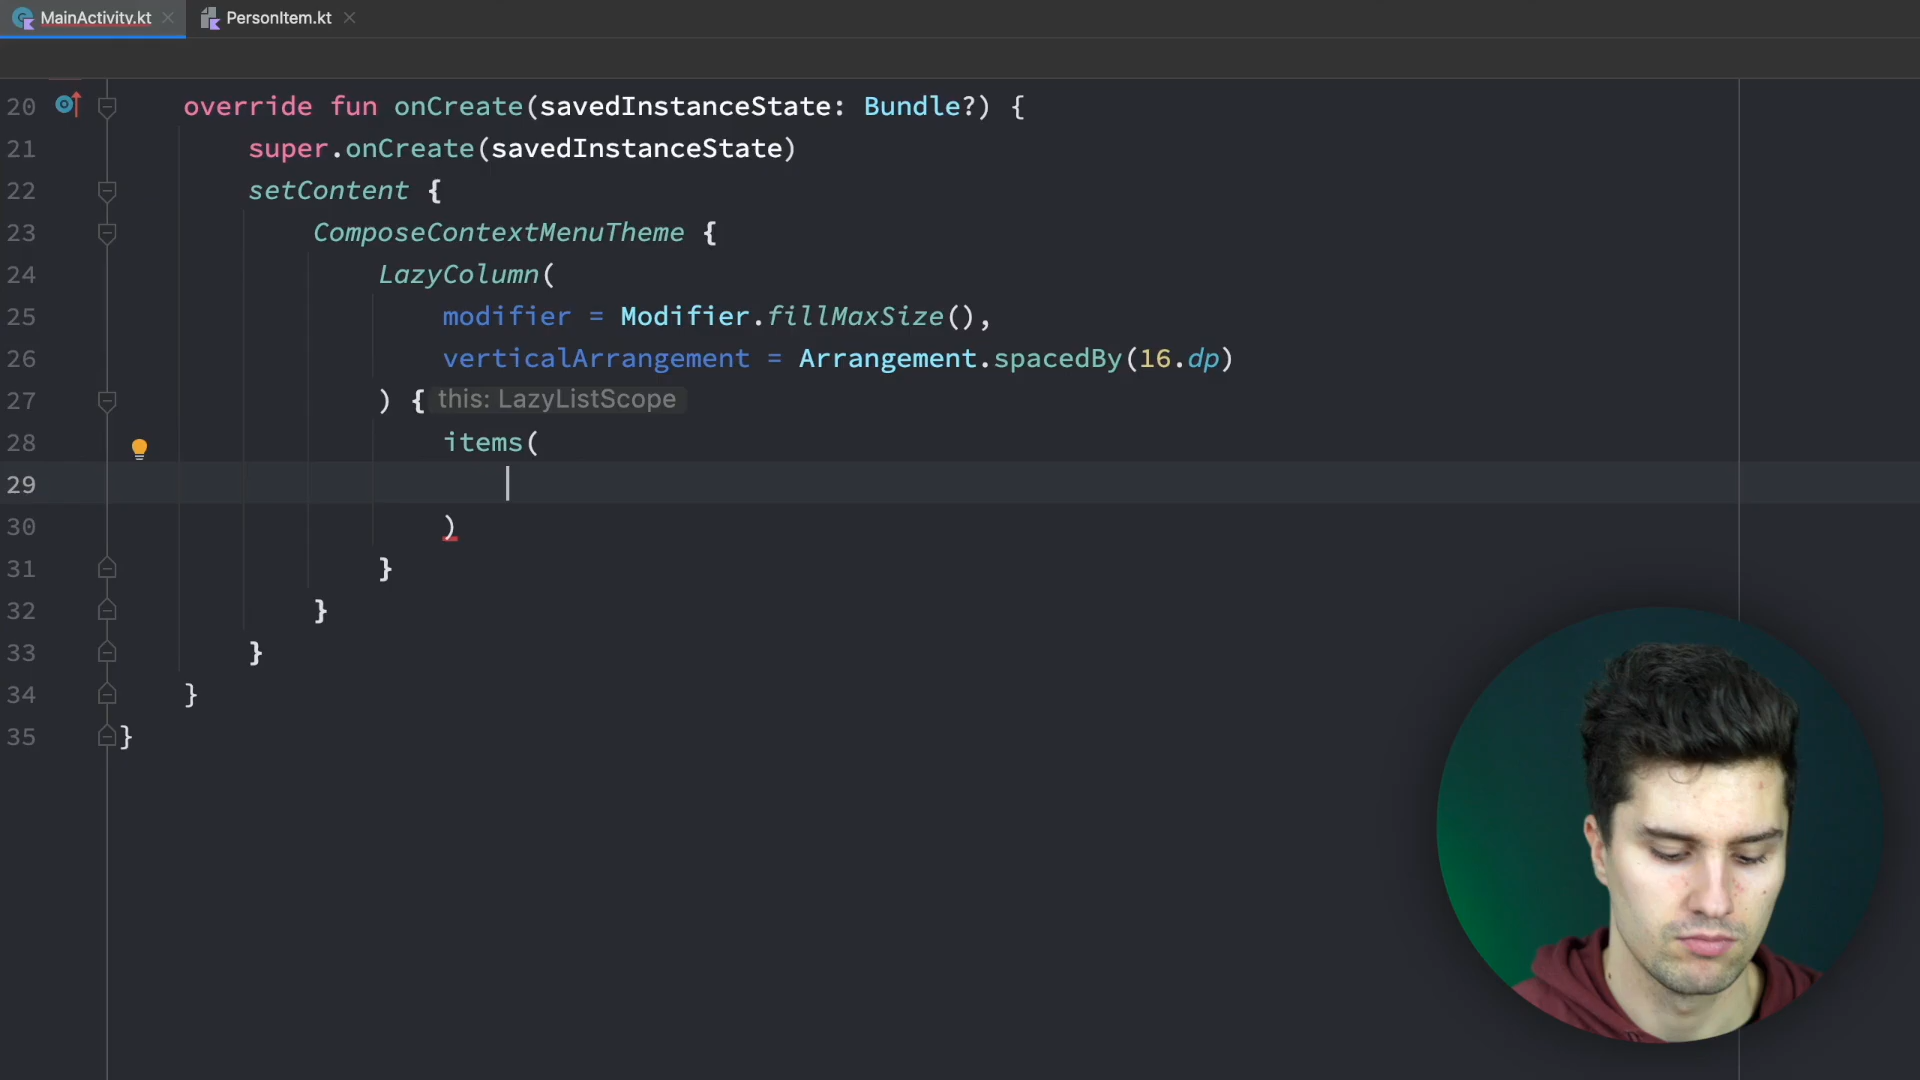 MainActivity.kt PersonItem.kt
20 override fun onCreate(savedInstanceState: Bundle?) {
21 super.onCreate(savedInstanceState)
22 setContent {
23 ComposeContextMenuTheme {
24 LazyColumn(
25 modifier = Modifier.fillMaxSize(),
26 verticalArrangement = Arrangement.spacedBy(16.dp)
27 ) { this: LazyListScope
28 items(
29
30 )
31 }
32 }
33 }
34 }
35 }